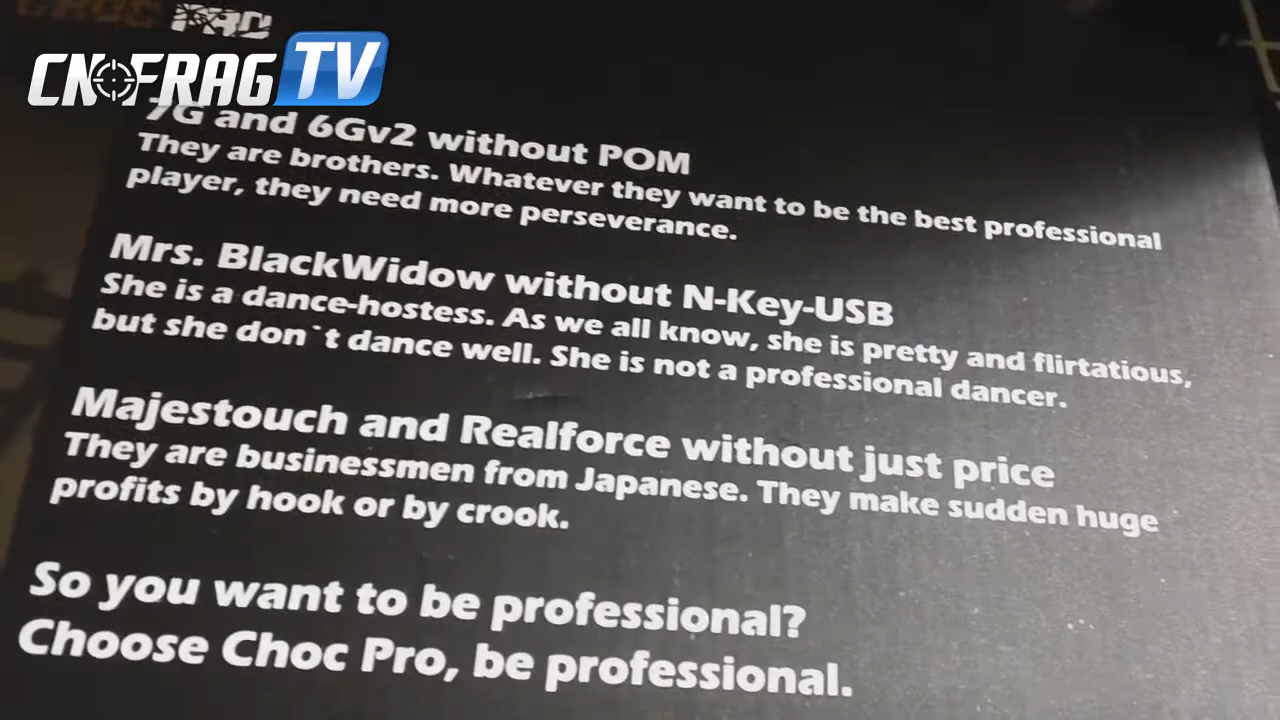 CHOC PRO
CN FRAG TV
7G and 6Gv2 without POM
They are brothers. Whatever they want to be the best professional
player, they need more perseverance.
Mrs. BlackWidow without N-Key-USB
She is a dance-hostess. As we all know, she is pretty and flirtatious,
but she don`t dance well. She is not a professional dancer.
Majestouch and Realforce without just price
They are businessmen from Japanese. They make sudden huge
profits by hook or by crook.
So you want to be professional?
Choose Choc Pro, be professional.